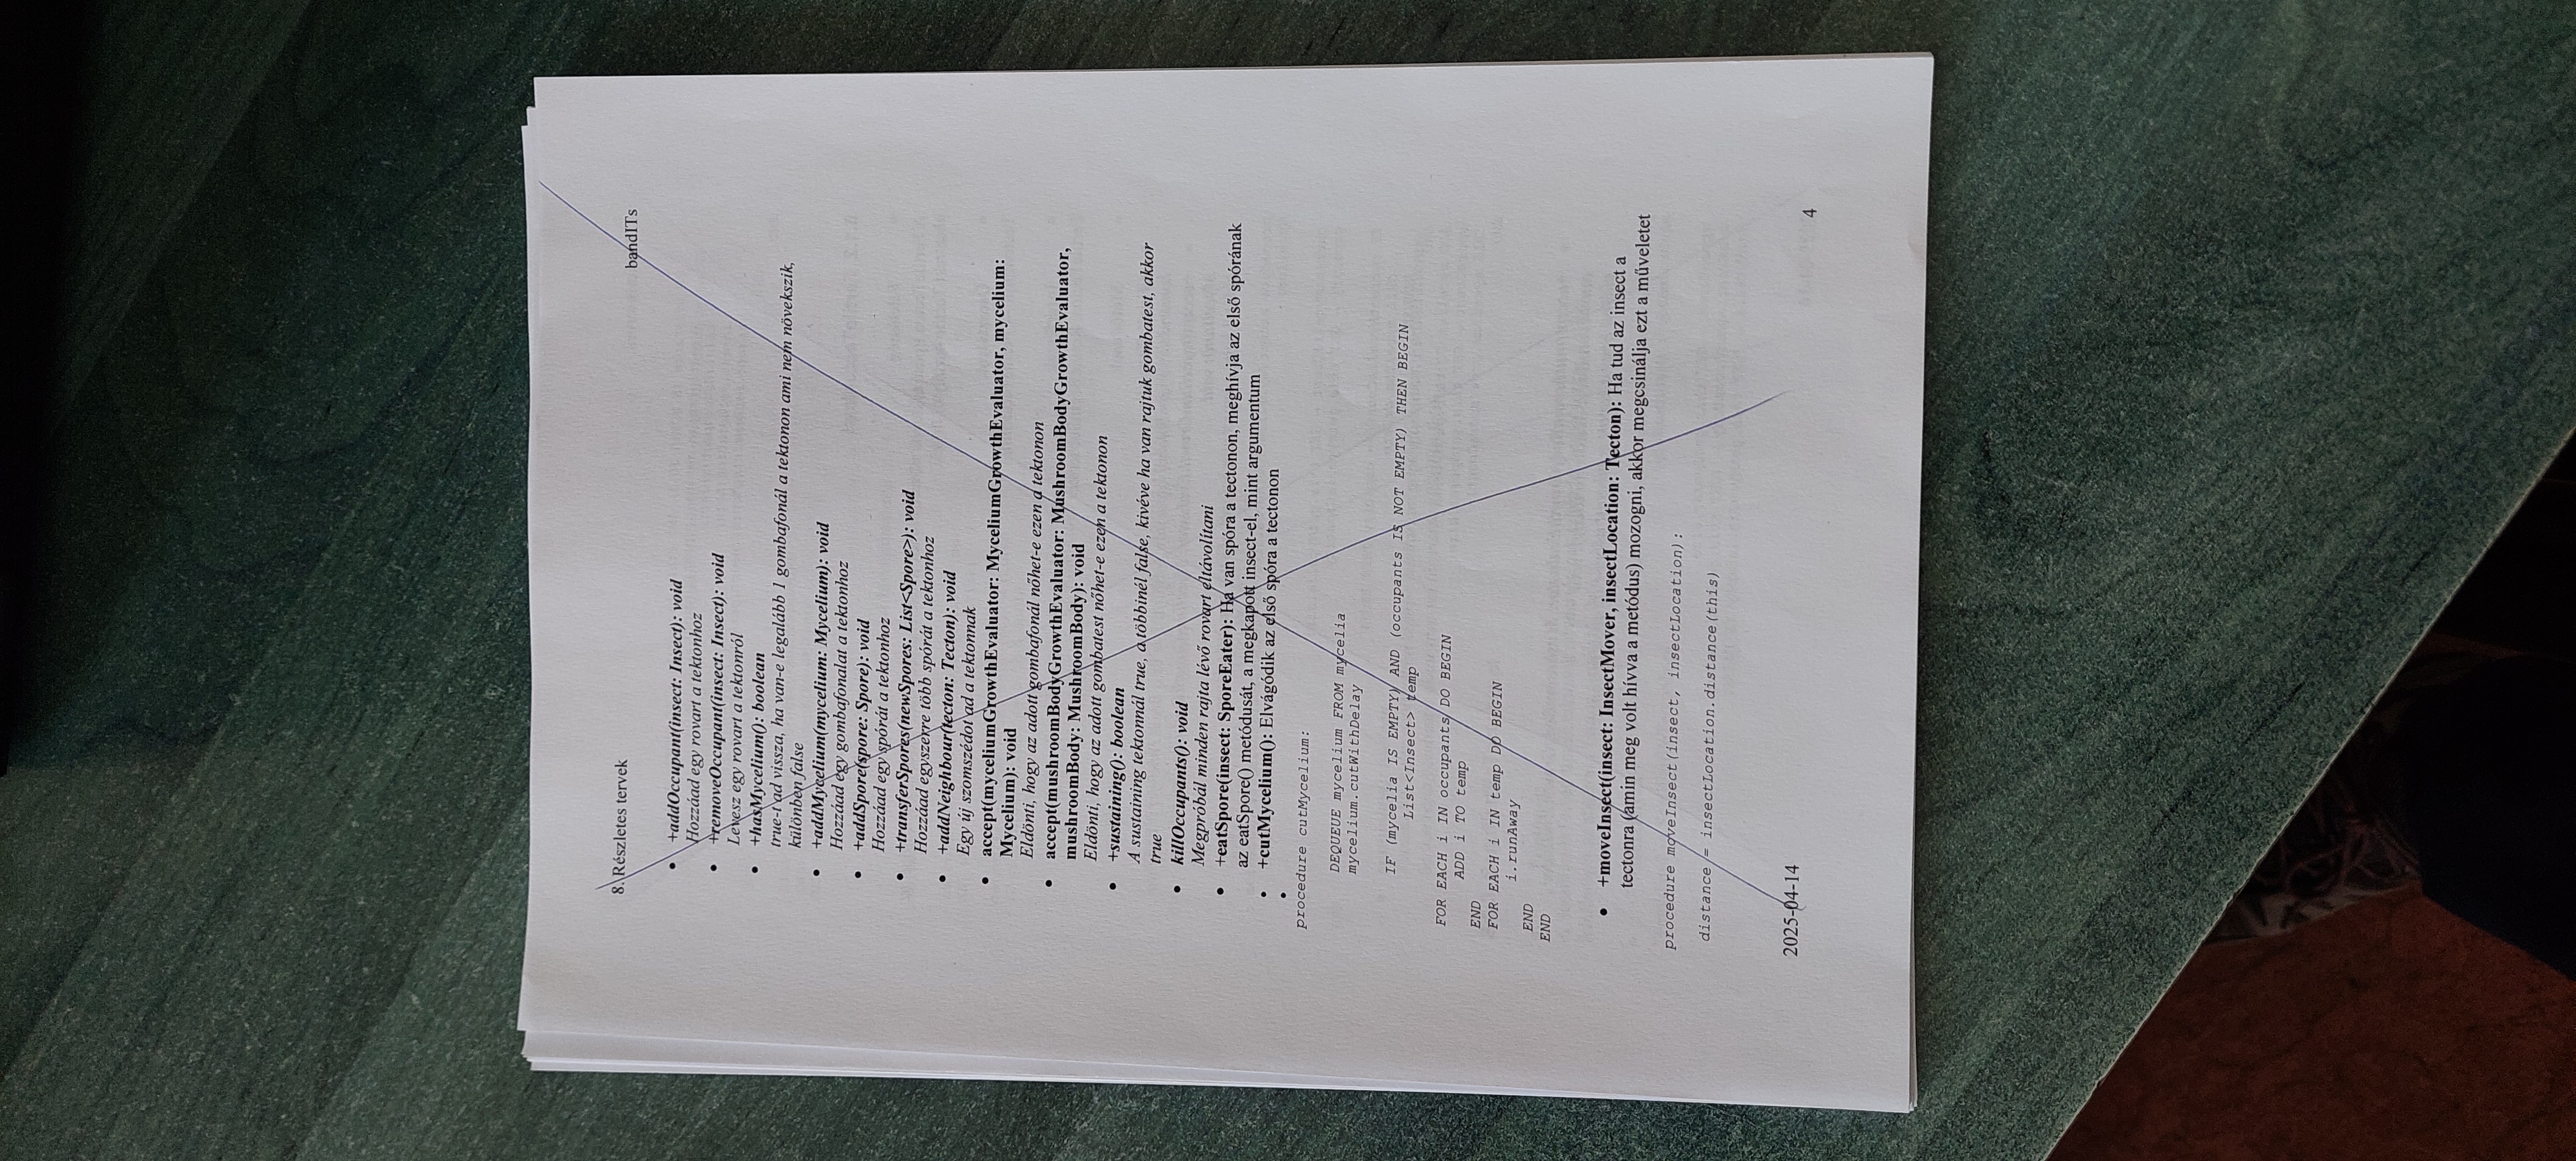 8. Részletes tervek bandITs
• +addOccupant(insect: Insect): void
Hozzáad egy rovart a tektonhoz
• +removeOccupant(insect: Insect): void
Levesz egy rovart a tektonról
• +hasMycelium(): boolean
true-t ad vissza, ha van-e legalább 1 gombafonál a tektonon ami nem növekszik,
különben false
• +addMycelium(mycelium: Mycelium): void
Hozzáad egy gombafonalat a tektonhoz
• +addSpore(spore: Spore): void
Hozzáad egy spórát a tektonhoz
• +transferSpores(newSpores: List<Spore>): void
Hozzáad egyszerre több spórát a tektonhoz
• +addNeighbour(tecton: Tecton): void
Egy új szomszédot ad a tektonnak
• accept(myceliumGrowthEvaluator: MyceliumGrowthEvaluator, mycelium:
Mycelium): void
Eldönti, hogy az adott gombafonál nőhet-e ezen a tektonon
• accept(mushroomBodyGrowthEvaluator: MushroomBodyGrowthEvaluator,
mushroomBody: MushroomBody): void
Eldönti, hogy az adott gombatest nőhet-e ezen a tektonon
• +sustaining(): boolean
A sustaining tektonnál true, a többinél false, kivéve ha van rajtuk gombatest, akkor
true
• killOccupants(): void
Megpróbál minden rajta lévő rovart eltávolítani
• +eatSpore(insect: SporeEater): Ha van spóra a tectonon, meghívja az első spórának
az eatSpore() metódusát, a megkapott insect-el, mint argumentum
• +cutMycelium(): Elvágódik az első spóra a tectonon
•
procedure cutMycelium:
DEQUEUE mycelium FROM mycelia
mycelium.cutWithDelay
IF (mycelia IS EMPTY) AND (occupants IS NOT EMPTY) THEN BEGIN
List<Insect> temp
FOR EACH i IN occupants DO BEGIN
ADD i TO temp
END
FOR EACH i IN temp DO BEGIN
i.runAway
END
END
• +moveInsect(insect: InsectMover, insectLocation: Tecton): Ha tud az insect a
tectonra (amin meg volt hívva a metódus) mozogni, akkor megcsinálja ezt a műveletet
procedure moveInsect(insect, insectLocation):
distance = insectLocation.distance(this)
2025-04-14 4